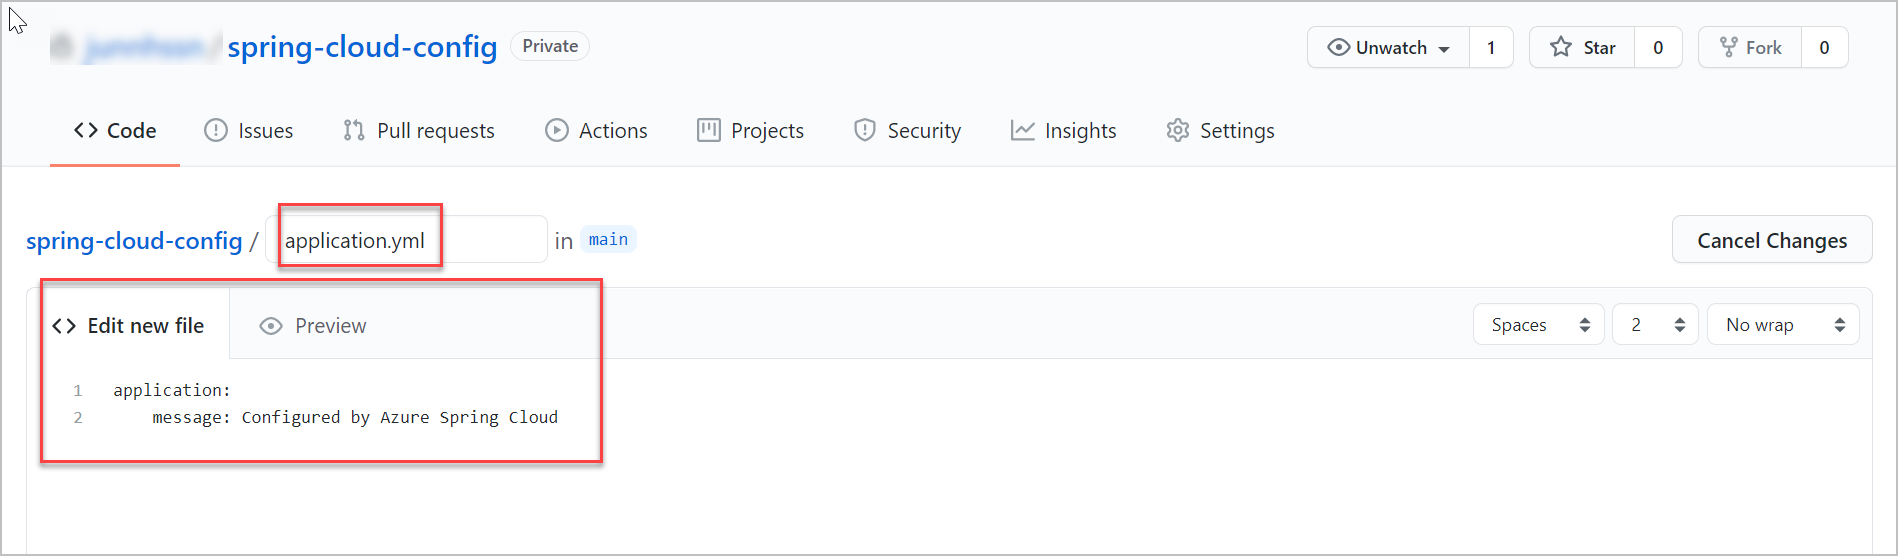 spring-cloud-config Private Unwatch 1 Star 0 Fork 0
Code Issues Pull requests Actions Projects Security Insights Settings
spring-cloud-config / application.yml in main Cancel Changes
Edit new file Preview Spaces 2 No wrap
1 application:
2 message: Configured by Azure Spring Cloud